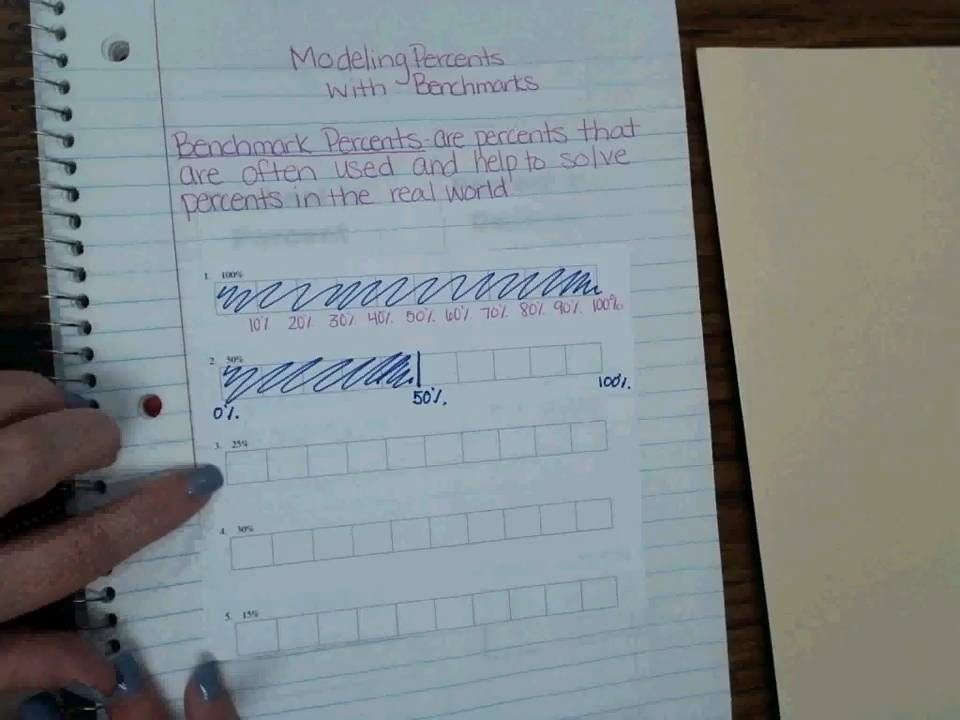 Modeling Percents
with Benchmarks
Benchmark Percents - are percents that
are often used and help to solve
percents in the real world
1. 100%
10% 20% 30% 40% 50% 60% 70% 80% 90% 100%
2. 50%
0% 50% 100%
3. 25%
4. 30%
5. 15%